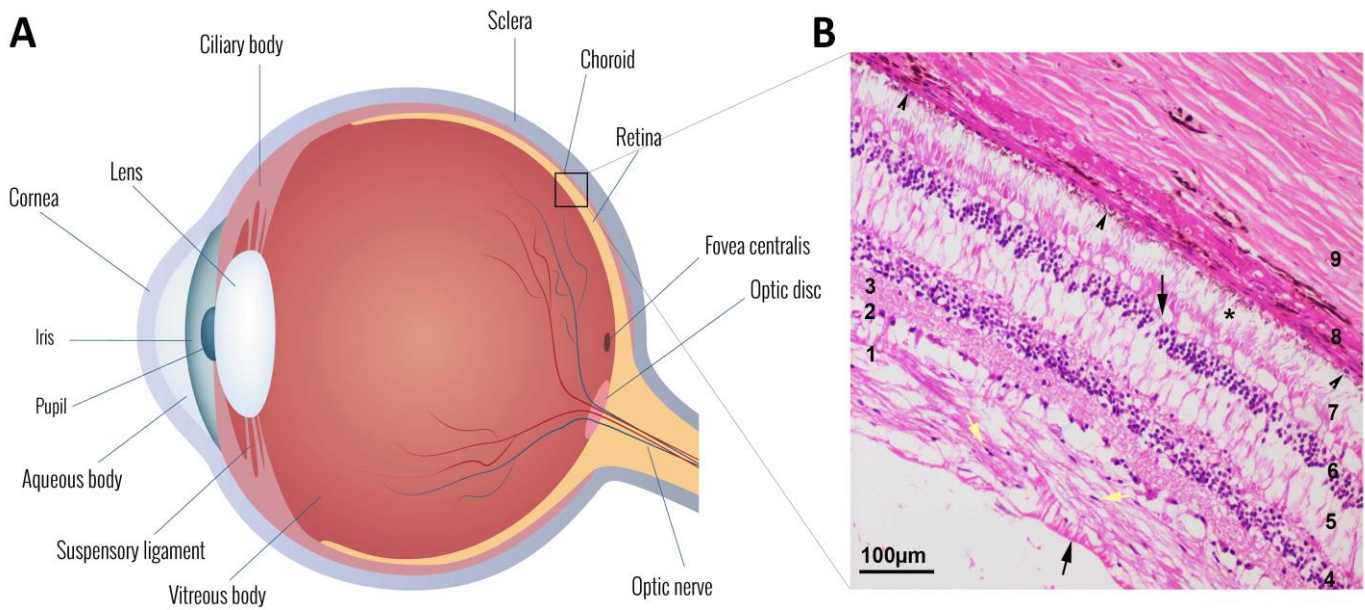 A
B
Sclera
Ciliary body
Choroid
Retina
Lens
Cornea
Fovea centralis
Optic disc
Iris
Pupil
Aqueous body
Suspensory ligament
Vitreous body
Optic nerve
9
8
*
3
2
1
7
6
5
4
100µm